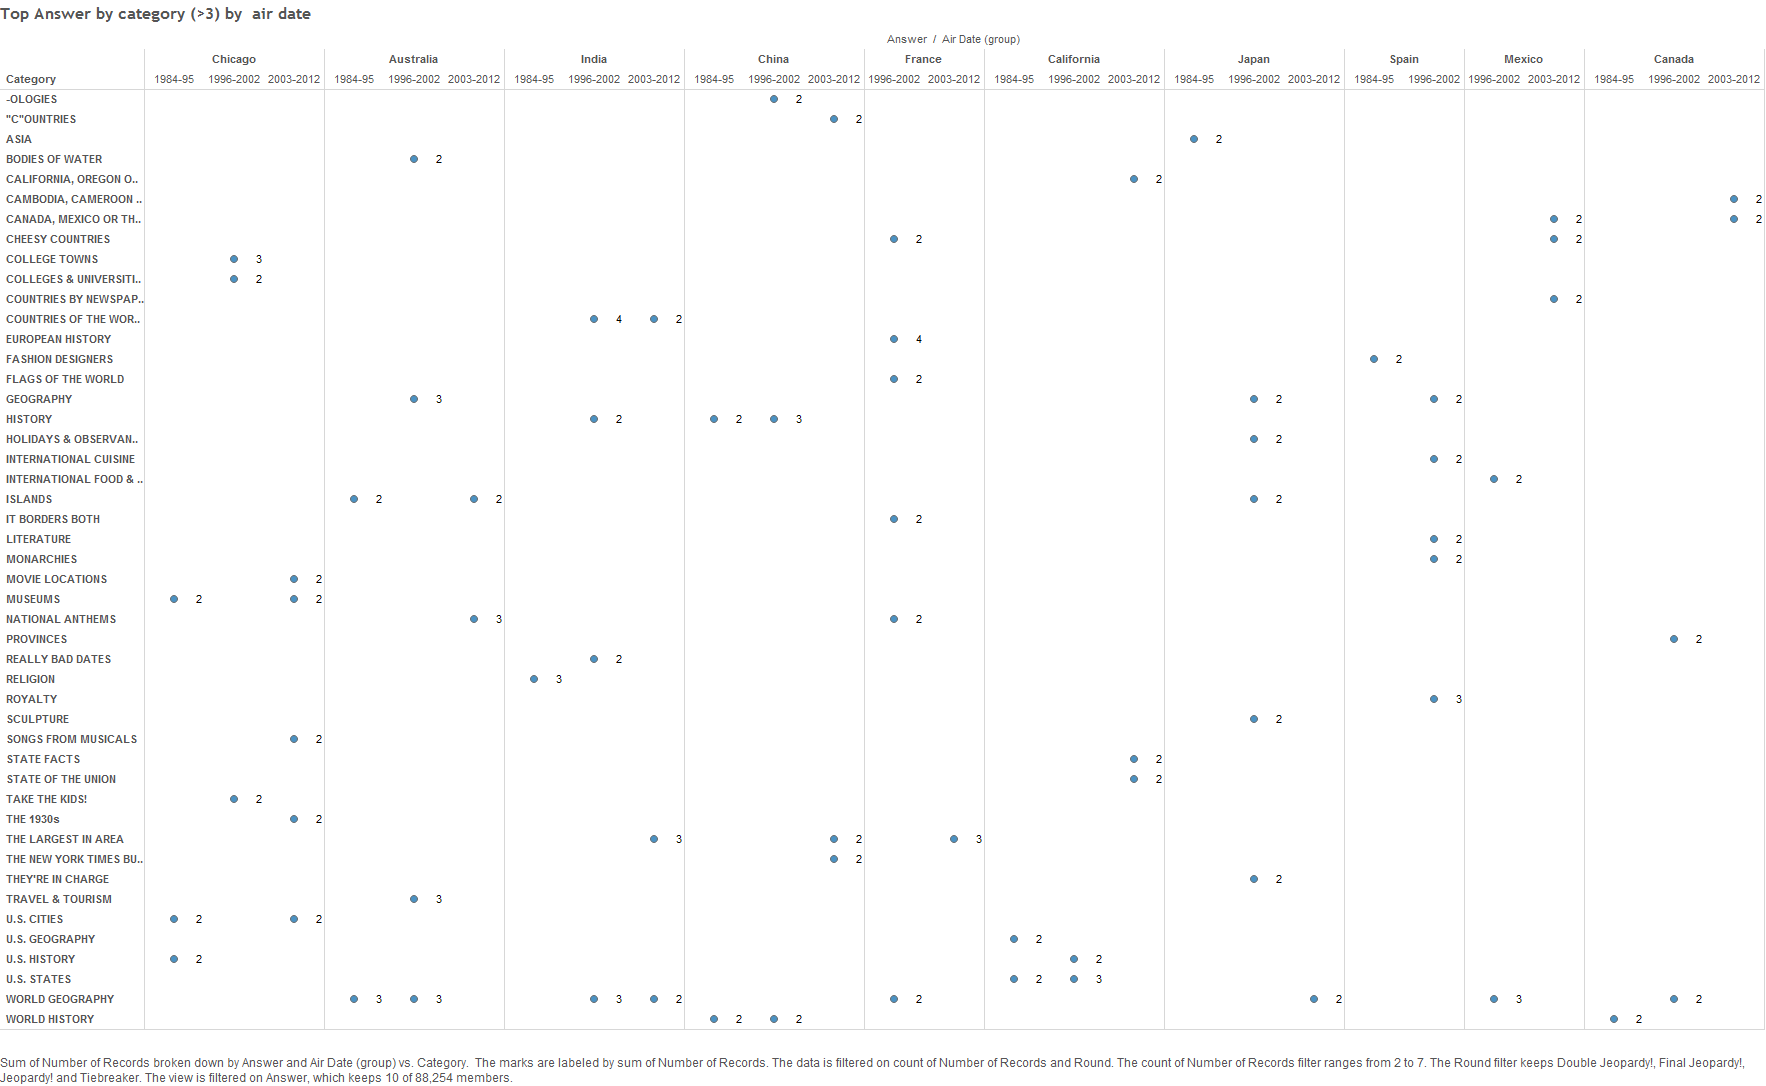 Top Answer by category (>3) by  air date
Answer / Air Date (group)
Chicago Australia India China France California Japan Spain Mexico Canada
Category 1984-95 1996-2002 2003-2012 1984-95 1996-2002 2003-2012 1984-95 1996-2002 2003-2012 1984-95 1996-2002 2003-2012 1996-2002 2003-2012 1984-95 1996-2002 2003-2012 1984-95 1996-2002 2003-2012 1984-95 1996-2002 1996-2002 2003-2012 1984-95 1996-2002 2003-2012
-OLOGIES 2
"C"OUNTRIES 2
ASIA 2
BODIES OF WATER 2
CALIFORNIA, OREGON O.. 2
CAMBODIA, CAMEROON .. 2
CANADA, MEXICO OR TH.. 2 2
CHEESY COUNTRIES 2 2
COLLEGE TOWNS 3
COLLEGES & UNIVERSITI.. 2
COUNTRIES BY NEWSPAP.. 2
COUNTRIES OF THE WOR.. 4 2
EUROPEAN HISTORY 4
FASHION DESIGNERS 2
FLAGS OF THE WORLD 2
GEOGRAPHY 3 2 2
HISTORY 2 2 3
HOLIDAYS & OBSERVAN.. 2
INTERNATIONAL CUISINE 2
INTERNATIONAL FOOD & .. 2
ISLANDS 2 2 2
IT BORDERS BOTH 2
LITERATURE 2
MONARCHIES 2
MOVIE LOCATIONS 2
MUSEUMS 2 2
NATIONAL ANTHEMS 3 2
PROVINCES 2
REALLY BAD DATES 2
RELIGION 3
ROYALTY 3
SCULPTURE 2
SONGS FROM MUSICALS 2
STATE FACTS 2
STATE OF THE UNION 2
TAKE THE KIDS! 2
THE 1930s 2
THE LARGEST IN AREA 3 2 3
THE NEW YORK TIMES BU.. 2
THEY'RE IN CHARGE 2
TRAVEL & TOURISM 3
U.S. CITIES 2 2
U.S. GEOGRAPHY 2
U.S. HISTORY 2 2
U.S. STATES 2 3
WORLD GEOGRAPHY 3 3 3 2 2 2 3 2
WORLD HISTORY 2 2 2
Sum of Number of Records broken down by Answer and Air Date (group) vs. Category.  The marks are labeled by sum of Number of Records. The data is filtered on count of Number of Records and Round. The count of Number of Records filter ranges from 2 to 7. The Round filter keeps Double Jeopardy!, Final Jeopardy!,
Jeopardy! and Tiebreaker. The view is filtered on Answer, which keeps 10 of 88,254 members.